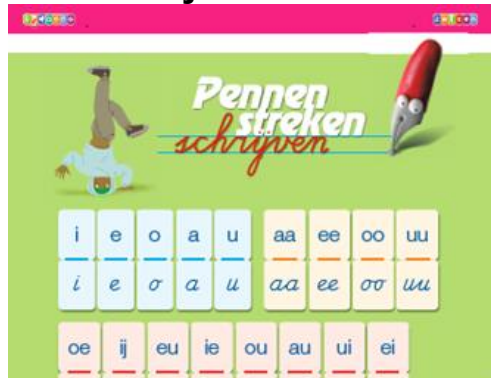 Pennen
streken
schrijven
i e o a u aa ee oo uu
i e o a u aa ee oo uu
oe ij eu ie ou au ui ei